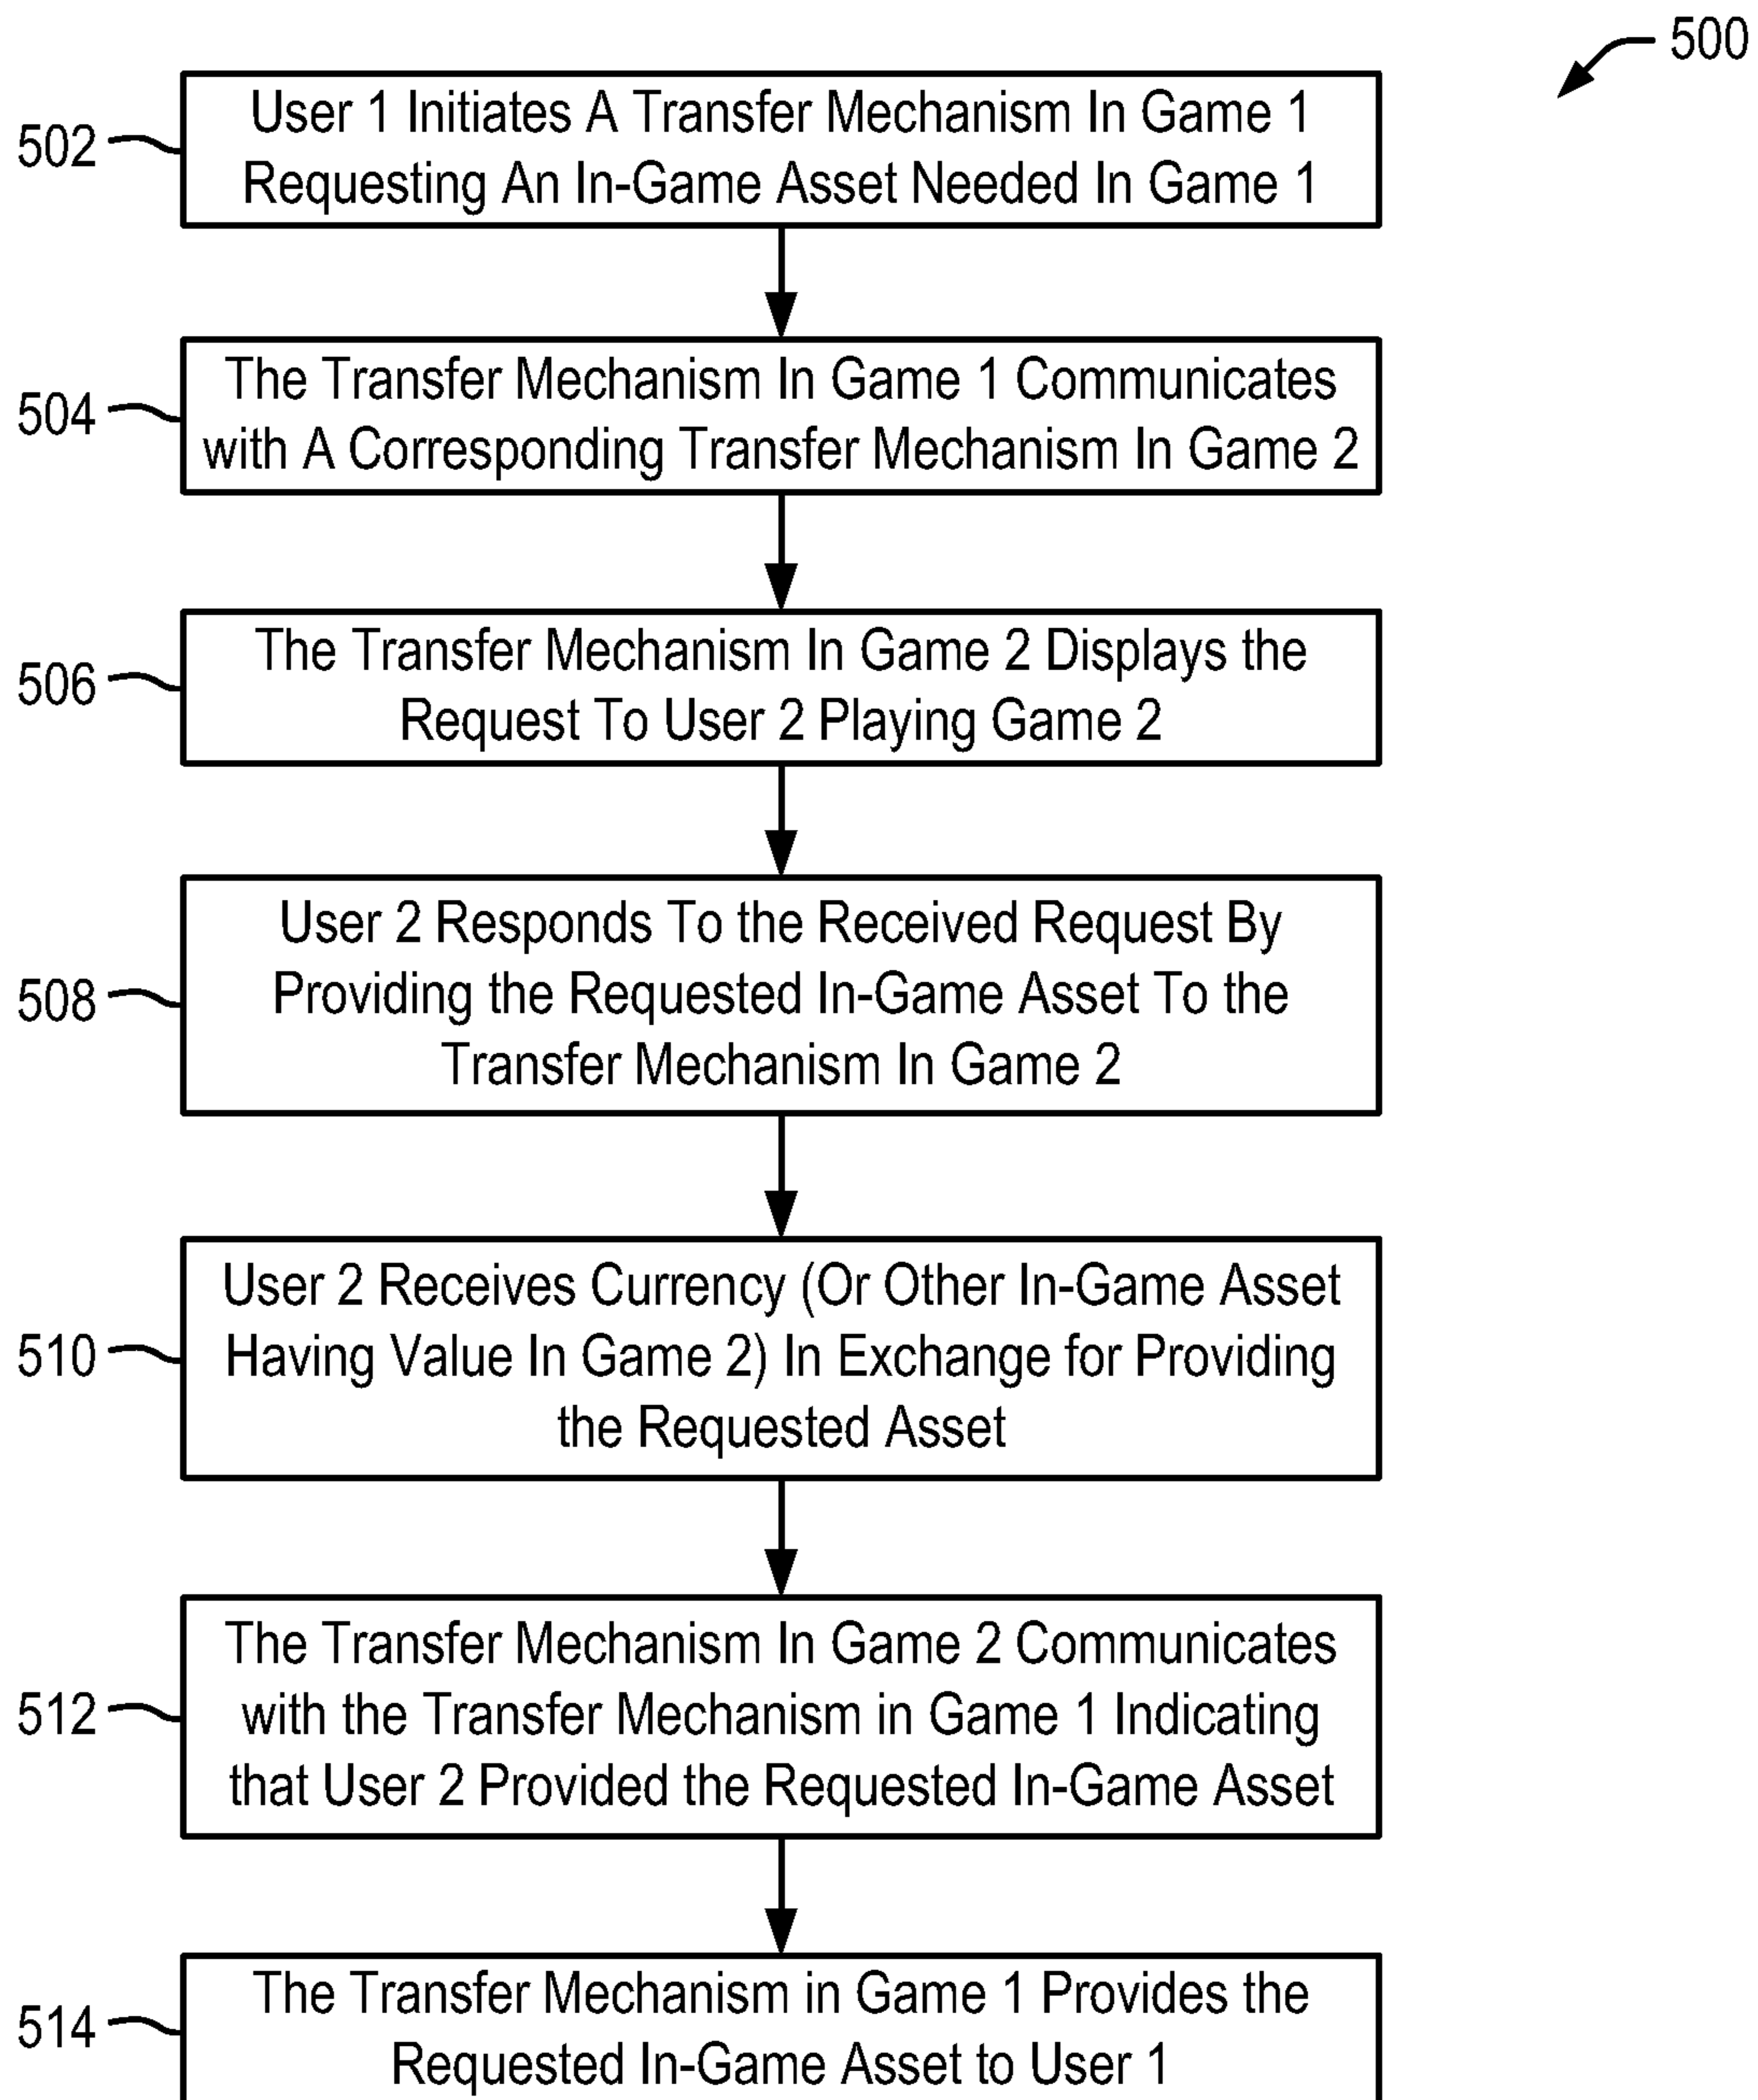 500
502
User 1 Initiates A Transfer Mechanism In Game 1
Requesting An In-Game Asset Needed In Game 1
504
The Transfer Mechanism In Game 1 Communicates
with A Corresponding Transfer Mechanism In Game 2
506
The Transfer Mechanism In Game 2 Displays the
Request To User 2 Playing Game 2
508
User 2 Responds To the Received Request By
Providing the Requested In-Game Asset To the
Transfer Mechanism In Game 2
510
User 2 Receives Currency (Or Other In-Game Asset
Having Value In Game 2) In Exchange for Providing
the Requested Asset
512
The Transfer Mechanism In Game 2 Communicates
with the Transfer Mechanism in Game 1 Indicating
that User 2 Provided the Requested In-Game Asset
514
The Transfer Mechanism in Game 1 Provides the
Requested In-Game Asset to User 1